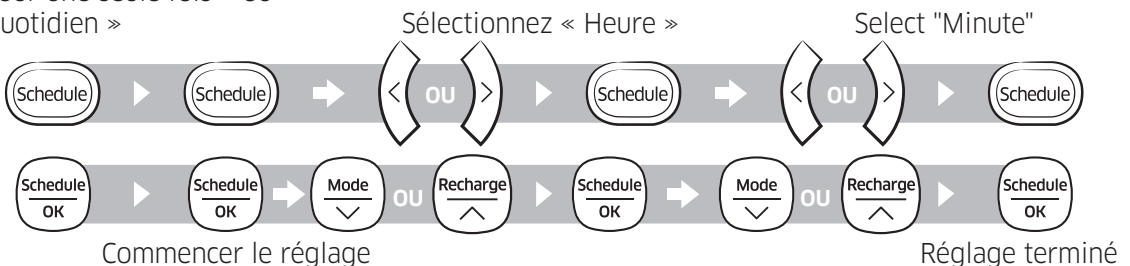 uotidien »
Sélectionnez « Heure »
Select "Minute"
Schedule Schedule < OU > Schedule < OU > Schedule
Schedule OK Schedule OK Mode OU Recharge Schedule OK Mode OU Recharge Schedule OK
Commencer le réglage
Réglage terminé